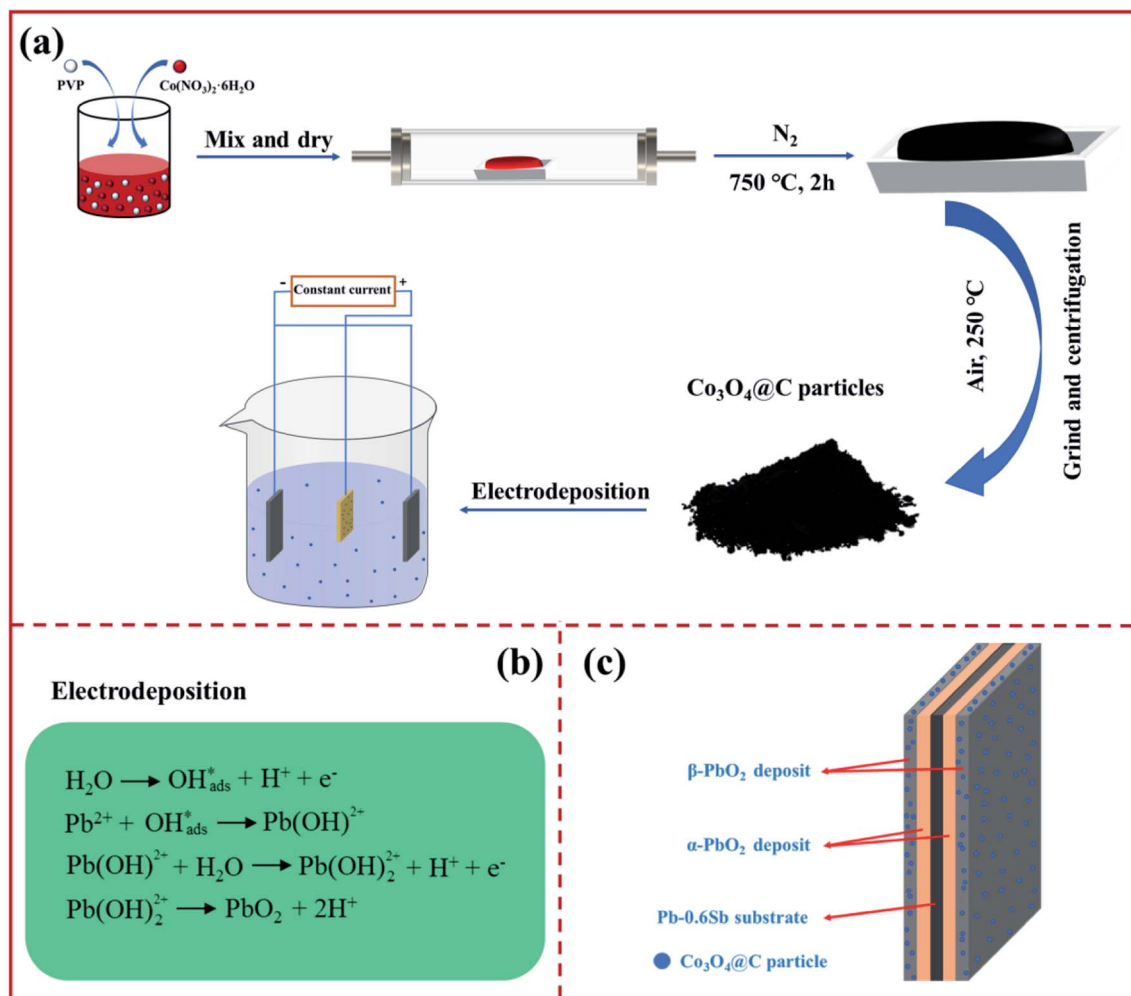 (a)
PVP
Co(NO₃)₂·6H₂O
Mix and dry
N₂
750 ℃, 2h
Air, 250 ℃
Grind and centrifugation
- Constant current +
Co₃O₄@C particles
Electrodeposition
(b)
Electrodeposition
H₂O → OH*ads + H⁺ + e⁻
Pb²⁺ + OH*ads → Pb(OH)²⁺
Pb(OH)²⁺ + H₂O → Pb(OH)₂²⁺ + H⁺ + e⁻
Pb(OH)₂²⁺ → PbO₂ + 2H⁺
(c)
β-PbO₂ deposit
α-PbO₂ deposit
Pb-0.6Sb substrate
Co₃O₄@C particle